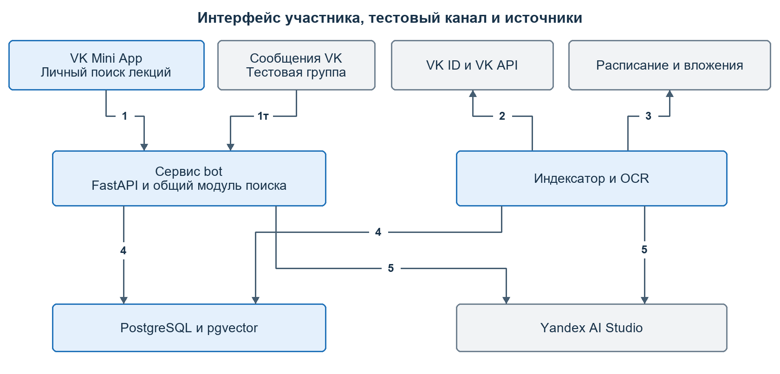 Интерфейс участника, тестовый канал и источники
VK Mini App
Личный поиск лекций
Сообщения VK
Тестовая группа
VK ID и VK API
Расписание и вложения
1
1т
2
3
Сервис bot
FastAPI и общий модуль поиска
Индексатор и OCR
4
4
5
5
PostgreSQL и pgvector
Yandex AI Studio